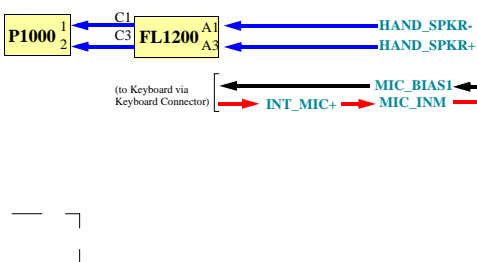 C1 A1 HAND_SPKR-
P1000 1 2 C3 FL1200 A3 HAND_SPKR+
(to Keyboard via MIC_BIAS1
Keyboard Connector) INT_MIC+ MIC_INM